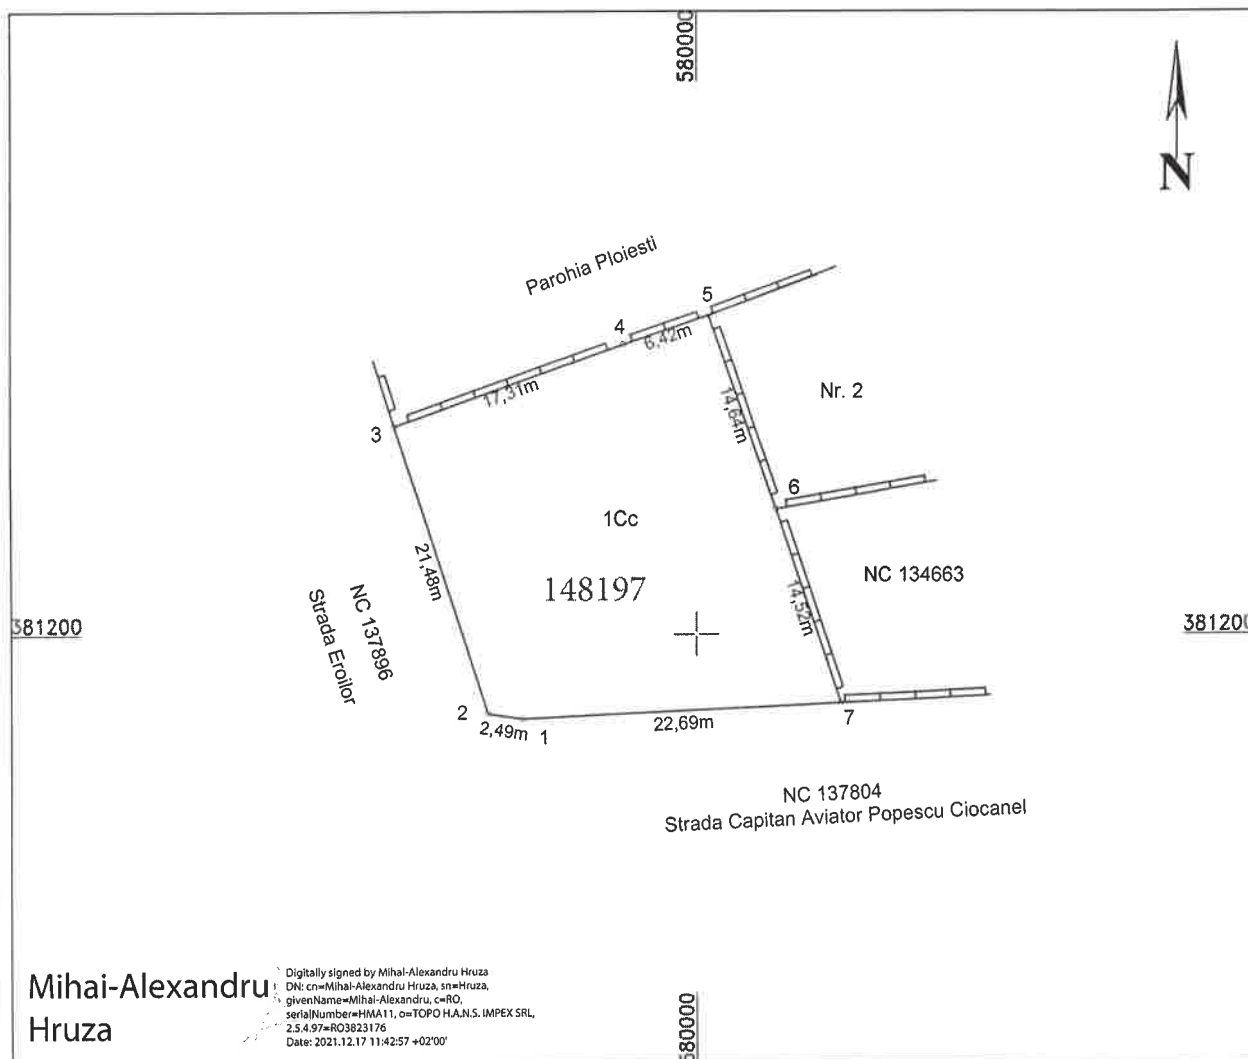 580000
N
Parohia Ploiesti
5
4
6,42m
17,31m
3
14,64m
Nr. 2
6
1Cc
21,48m
148197
NC 134663
14,52m
NC 137896
Strada Eroilor
381200
381200
2
2,49m
1
22,69m
7
NC 137804
Strada Capitan Aviator Popescu Ciocanel
Mihai-Alexandru
Hruza
Digitally signed by Mihai-Alexandru Hruza
DN: cn=Mihai-Alexandru Hruza, sn=Hruza,
givenName=Mihai-Alexandru, c=RO,
serialNumber=HMA11, o=TOPO H.A.N.S. IMPEX SRL,
2.5.4.97=RO3823176
Date: 2021.12.17 11:42:57 +02'00'
580000